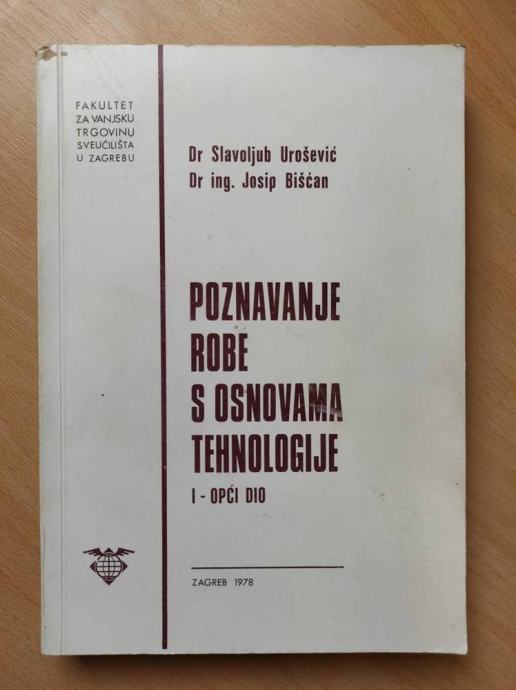 FAKULTET
ZA VANJSKU
TRGOVINU
SVEUČILIŠTA
U ZAGREBU
Dr Slavoljub Urošević
Dr ing. Josip Bišćan
POZNAVANJE
ROBE
S OSNOVAMA
TEHNOLOGIJE
I - OPĆI DIO
ZAGREB 1978